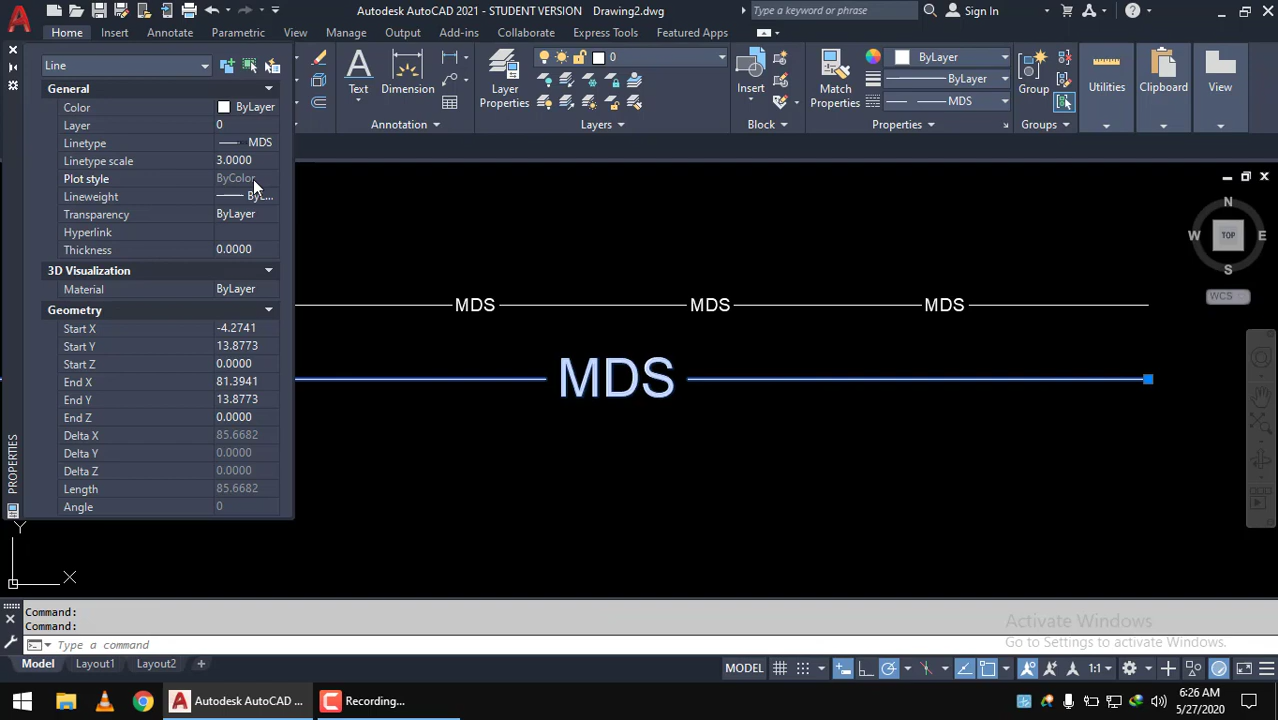 Autodesk AutoCAD 2021 - STUDENT VERSION Drawing2.dwg
Type a keyword or phrase
Sign In
Home Insert Annotate Parametric View Manage Output Add-ins Collaborate Express Tools Featured Apps
Line
General
Color ByLayer
Layer 0
Linetype MDS
Linetype scale 3.0000
Plot style ByColor
Lineweight ByL...
Transparency ByLayer
Hyperlink
Thickness 0.0000
3D Visualization
Material ByLayer
Geometry
Start X -4.2741
Start Y 13.8773
Start Z 0.0000
End X 81.3941
End Y 13.8773
End Z 0.0000
Delta X 85.6682
Delta Y 0.0000
Delta Z 0.0000
Length 85.6682
Angle 0
PROPERTIES
Text
Dimension
Annotation
Layer
Properties
0
Layers
Insert
Block
Match
Properties
ByLayer
ByLayer
MDS
Properties
Group
Groups
Utilities
Clipboard
View
N
W TOP E
S
WCS
MDS MDS MDS
MDS
Y
X
Command:
Command:
Type a command
Activate Windows
Go to Settings to activate Windows.
Model Layout1 Layout2 +
MODEL 1:1
Autodesk AutoCAD ...
Recording...
6:26 AM
5/27/2020